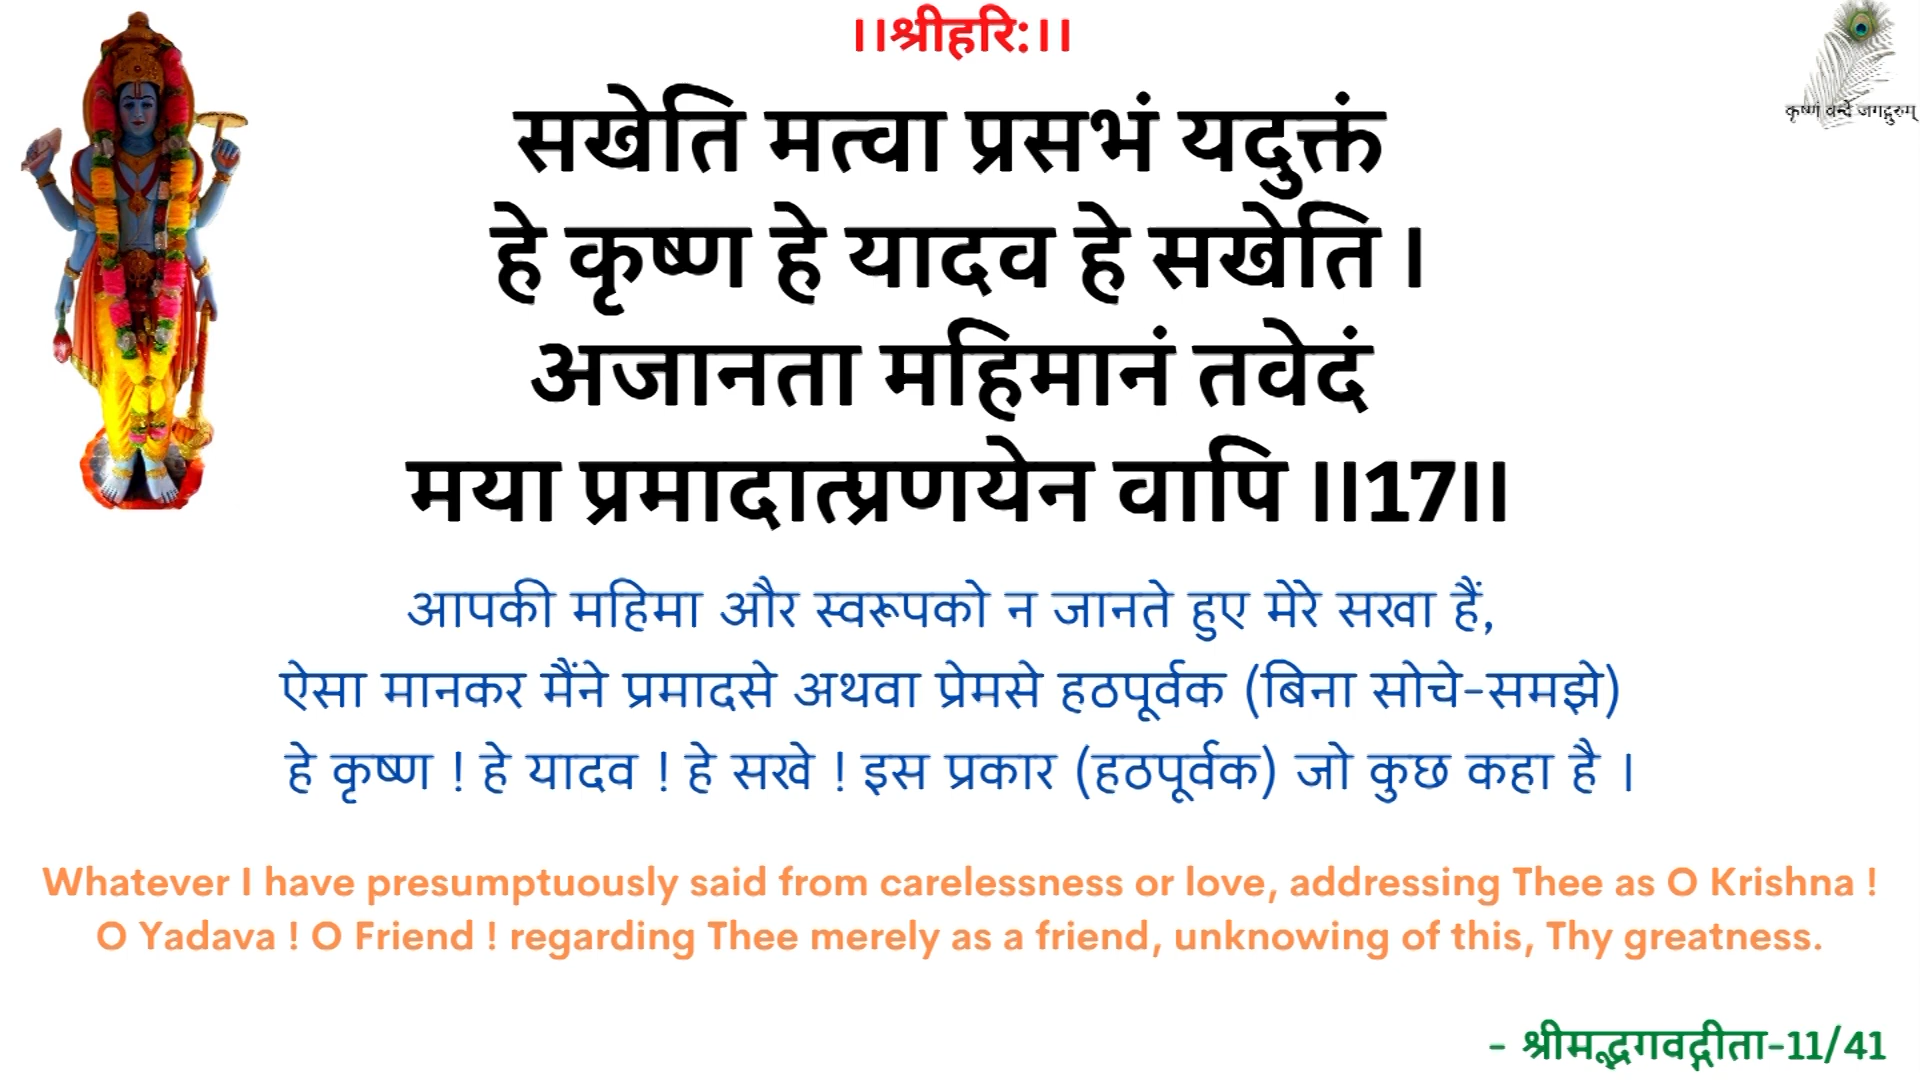 ।।श्रीहरि:।।
कृष्णं वन्दे जगद्गुरुम्
सखेति मत्वा प्रसभं यदुक्तं
हे कृष्ण हे यादव हे सखेति ।
अजानता महिमानं तवेदं
मया प्रमादात्प्रणयेन वापि ।।17।।
आपकी महिमा और स्वरूपको न जानते हुए मेरे सखा हैं,
ऐसा मानकर मैंने प्रमादसे अथवा प्रेमसे हठपूर्वक (बिना सोचे-समझे)
हे कृष्ण ! हे यादव ! हे सखे ! इस प्रकार (हठपूर्वक) जो कुछ कहा है ।
Whatever I have presumptuously said from carelessness or love, addressing Thee as O Krishna !
O Yadava ! O Friend ! regarding Thee merely as a friend, unknowing of this, Thy greatness.
- श्रीमद्भगवद्गीता-11/41